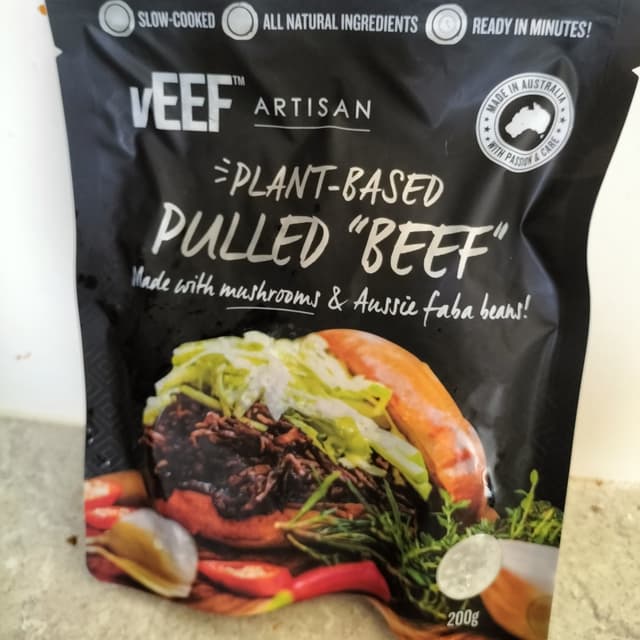 SLOW-COOKED ALL NATURAL INGREDIENTS READY IN MINUTES!
vEEF™ ARTISAN
MADE IN AUSTRALIA
WITH PASSION & CARE
PLANT-BASED
PULLED "BEEF"
Made with mushrooms & Aussie faba beans!
200g